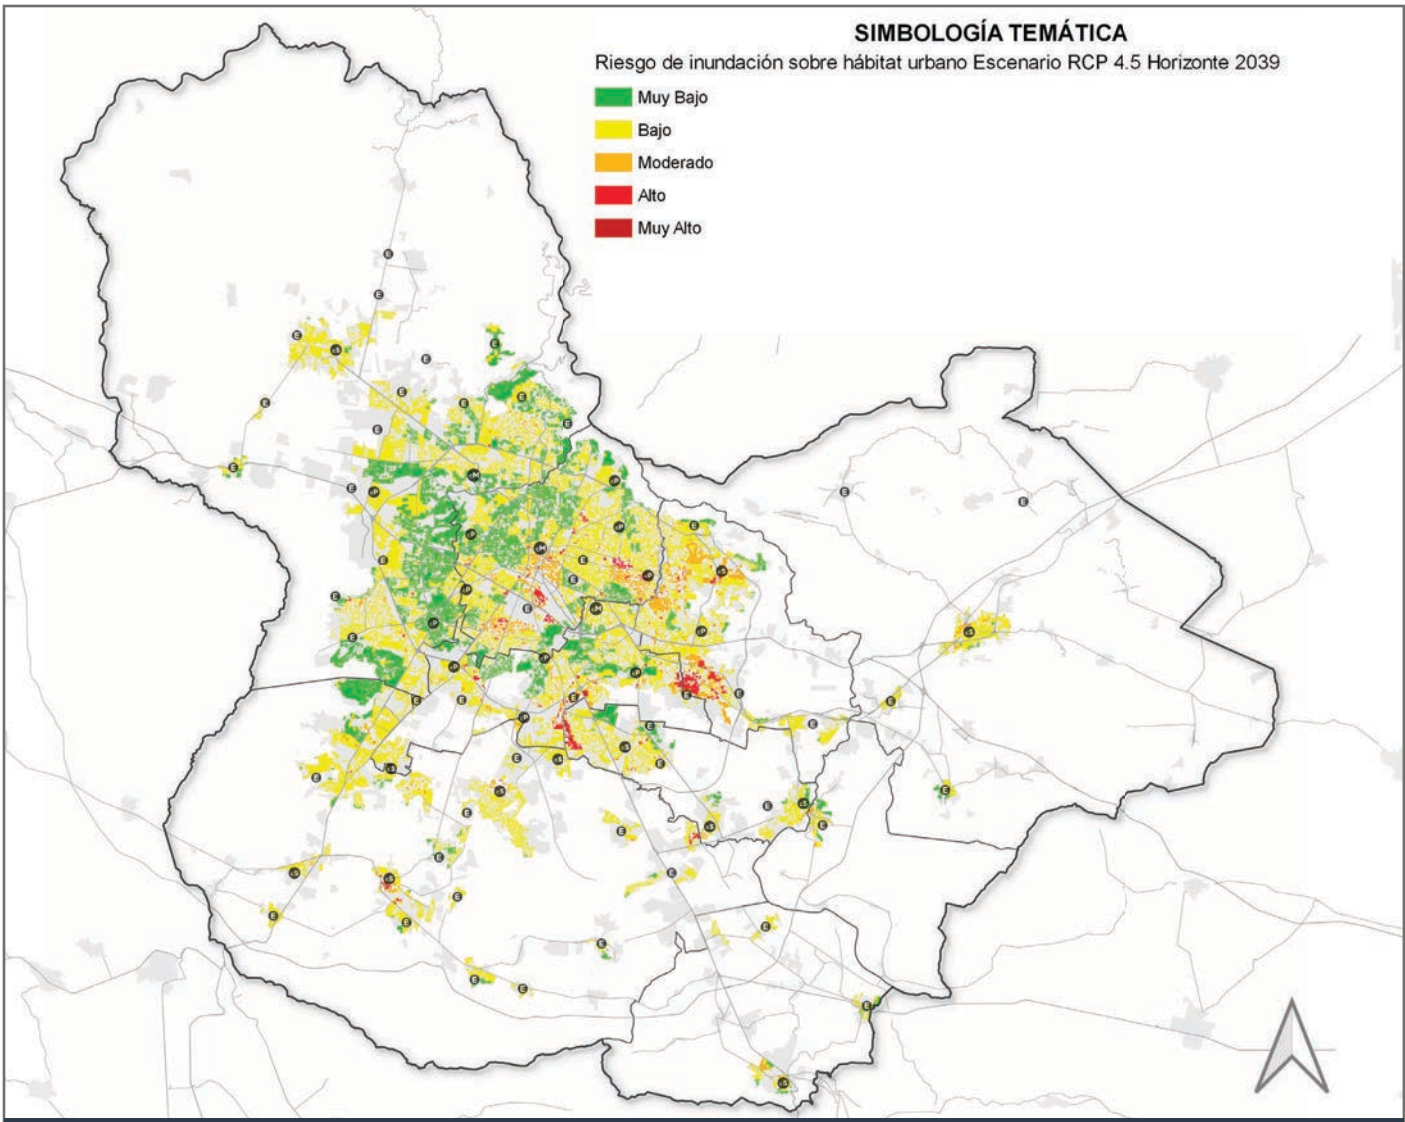 SIMBOLOGÍA TEMÁTICA
Riesgo de inundación sobre hábitat urbano Escenario RCP 4.5 Horizonte 2039
Muy Bajo
Bajo
Moderado
Alto
Muy Alto